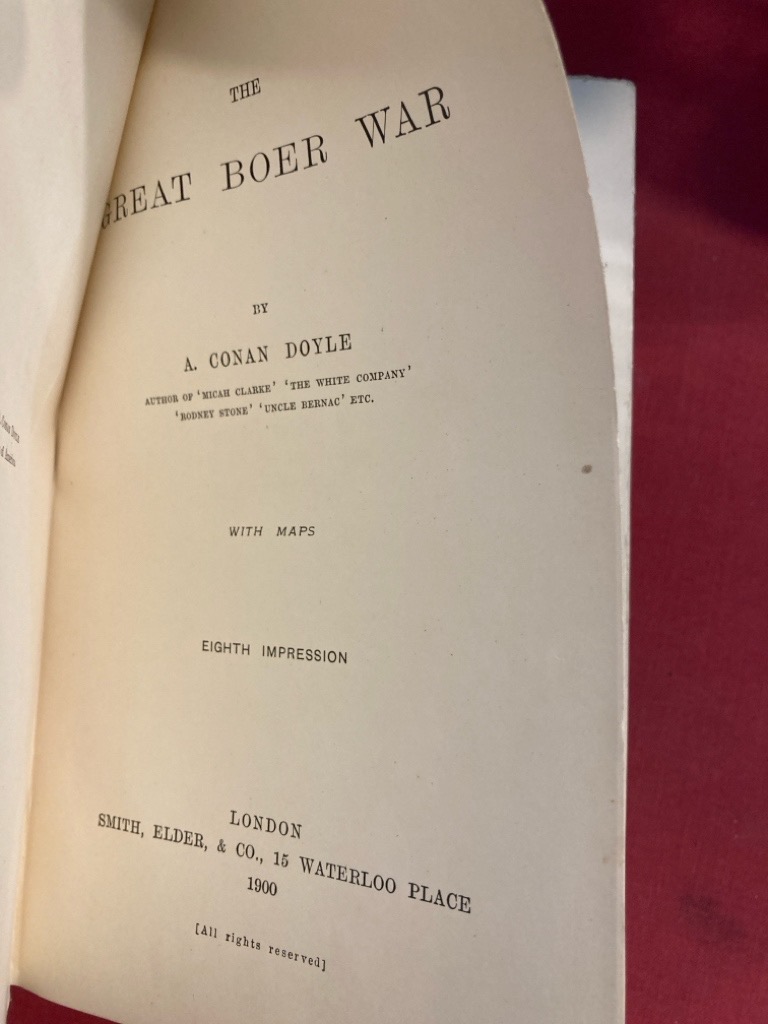 THE
GREAT BOER WAR
BY
A. CONAN DOYLE
AUTHOR OF 'MICAH CLARKE' 'THE WHITE COMPANY'
'RODNEY STONE' 'UNCLE BERNAC' ETC.
WITH MAPS
EIGHTH IMPRESSION
LONDON
SMITH, ELDER, & CO., 15 WATERLOO PLACE
1900
[All rights reserved]